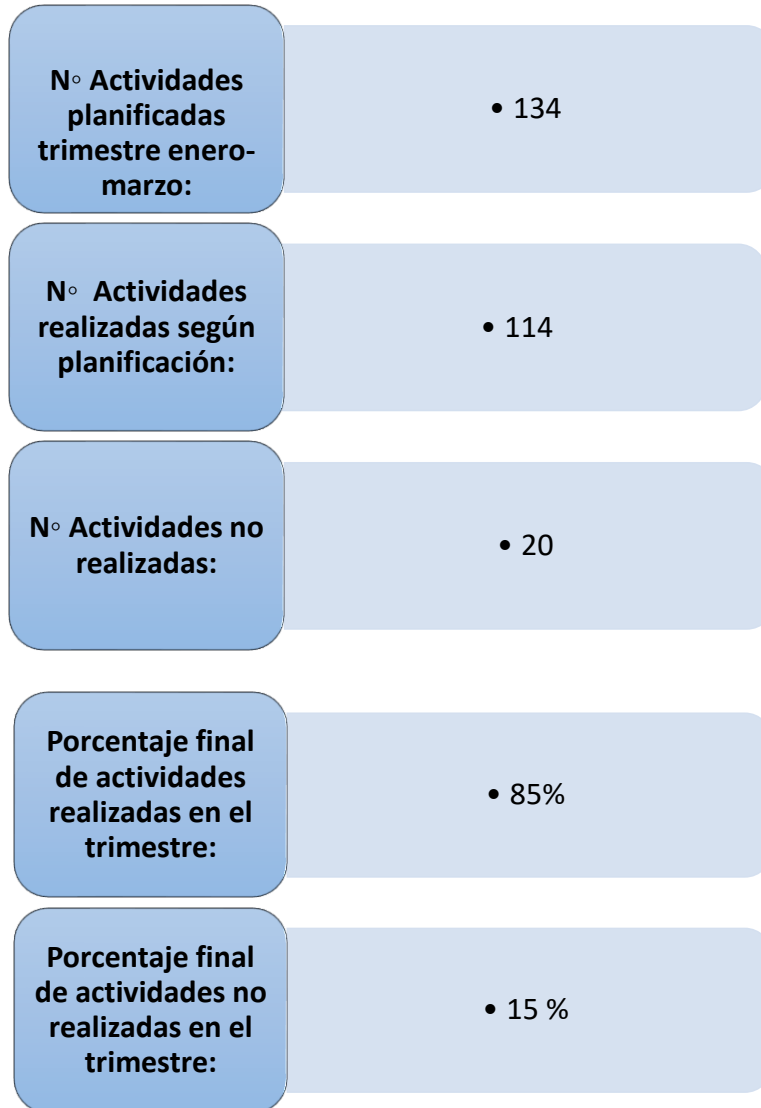 N◦ Actividades
planificadas
trimestre enero-
marzo:
• 134
N◦ Actividades
realizadas según
planificación:
• 114
N◦ Actividades no
realizadas:
• 20
Porcentaje final
de actividades
realizadas en el
trimestre:
• 85%
Porcentaje final
de actividades no
realizadas en el
trimestre:
• 15 %